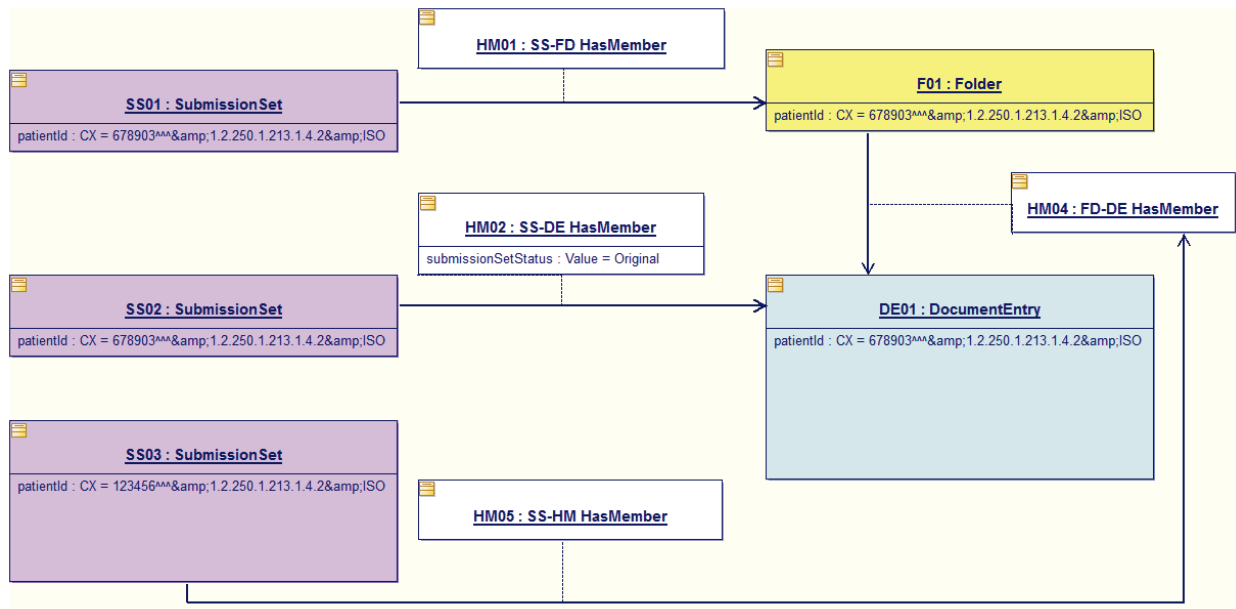 HM01 : SS-FD HasMember
SS01 : SubmissionSet
patientId : CX = 678903^^^&amp;1.2.250.1.213.1.4.2&amp;ISO
F01 : Folder
patientId : CX = 678903^^^&amp;1.2.250.1.213.1.4.2&amp;ISO
HM04 : FD-DE HasMember
HM02 : SS-DE HasMember
submissionSetStatus : Value = Original
SS02 : SubmissionSet
patientId : CX = 678903^^^&amp;1.2.250.1.213.1.4.2&amp;ISO
DE01 : DocumentEntry
patientId : CX = 678903^^^&amp;1.2.250.1.213.1.4.2&amp;ISO
SS03 : SubmissionSet
patientId : CX = 123456^^^&amp;1.2.250.1.213.1.4.2&amp;ISO
HM05 : SS-HM HasMember